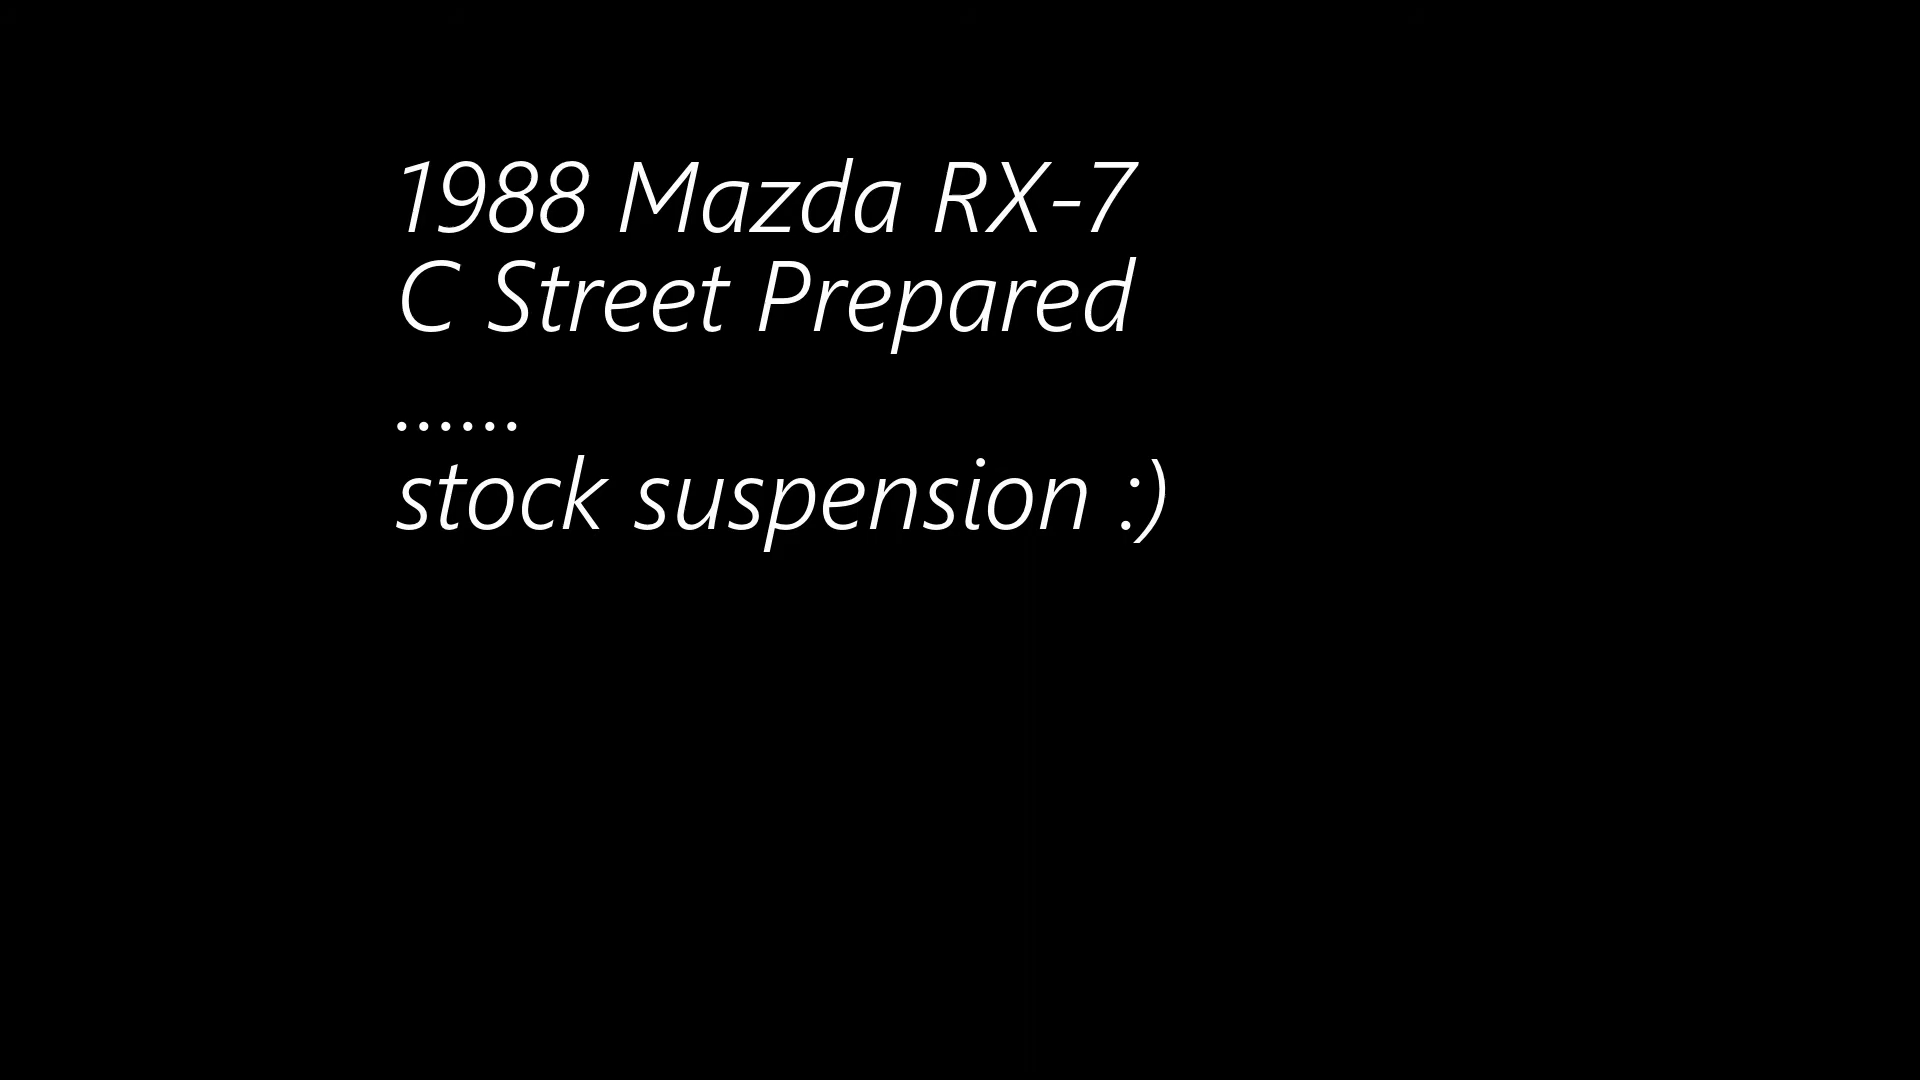 1988 Mazda RX-7
C Street Prepared
......
stock suspension :)